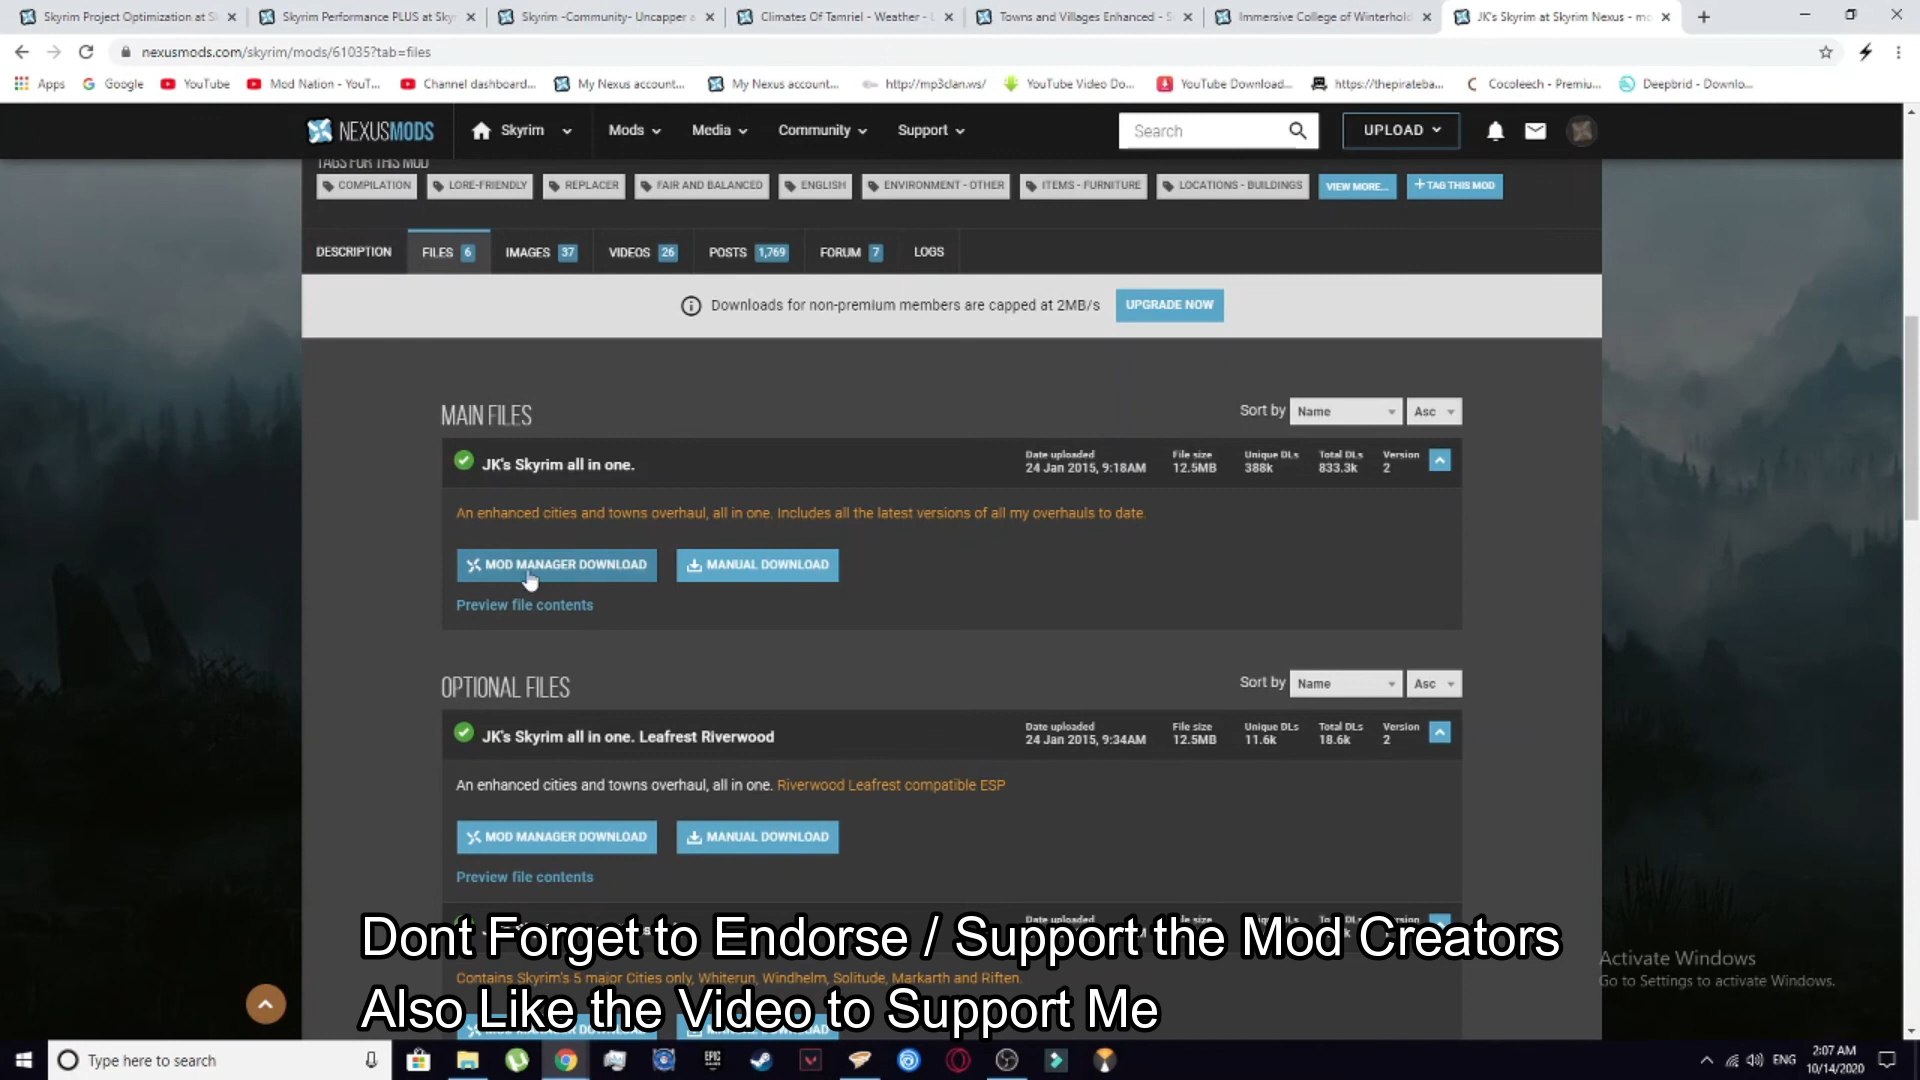 Skyrim Project Optimization at S
Skyrim Performance PLUS at Sky
Skyrim -Community- Uncapper a
Climates Of Tamriel - Weather - L
Towns and Villages Enhanced - S
Immersive College of Winterhold
JK's Skyrim at Skyrim Nexus - mo
nexusmods.com/skyrim/mods/61035?tab=files
Apps
Google
YouTube
Mod Nation - YouT...
Channel dashboard...
My Nexus account...
My Nexus account...
http://mp3clan.ws/
YouTube Video Do...
YouTube Download...
https://thepirateba...
Cocoleech - Premiu...
Deepbrid - Downlo...
NEXUSMODS
Skyrim
Mods
Media
Community
Support
Search
UPLOAD
TAGS FOR THIS MOD
COMPILATION
LORE-FRIENDLY
REPLACER
FAIR AND BALANCED
ENGLISH
ENVIRONMENT - OTHER
ITEMS - FURNITURE
LOCATIONS - BUILDINGS
VIEW MORE...
+TAG THIS MOD
DESCRIPTION
FILES 6
IMAGES 37
VIDEOS 26
POSTS 1,769
FORUM 7
LOGS
Downloads for non-premium members are capped at 2MB/s
UPGRADE NOW
MAIN FILES
Sort by Name Asc
JK's Skyrim all in one.
Date uploaded
24 Jan 2015, 9:18AM
File size
12.5MB
Unique DLs
388k
Total DLs
833.3k
Version
2
An enhanced cities and towns overhaul, all in one. Includes all the latest versions of all my overhauls to date.
MOD MANAGER DOWNLOAD
MANUAL DOWNLOAD
Preview file contents
OPTIONAL FILES
Sort by Name Asc
JK's Skyrim all in one. Leafrest Riverwood
Date uploaded
24 Jan 2015, 9:34AM
File size
12.5MB
Unique DLs
11.6k
Total DLs
18.6k
Version
2
An enhanced cities and towns overhaul, all in one. Riverwood Leafrest compatible ESP
MOD MANAGER DOWNLOAD
MANUAL DOWNLOAD
Preview file contents
Dont Forget to Endorse / Support the Mod Creators
Contains Skyrim's 5 major Cities only, Whiterun, Windhelm, Solitude, Markarth and Riften.
Also Like the Video to Support Me
Activate Windows
Go to Settings to activate Windows.
Type here to search
EPIC
ENG
2:07 AM
10/14/2020